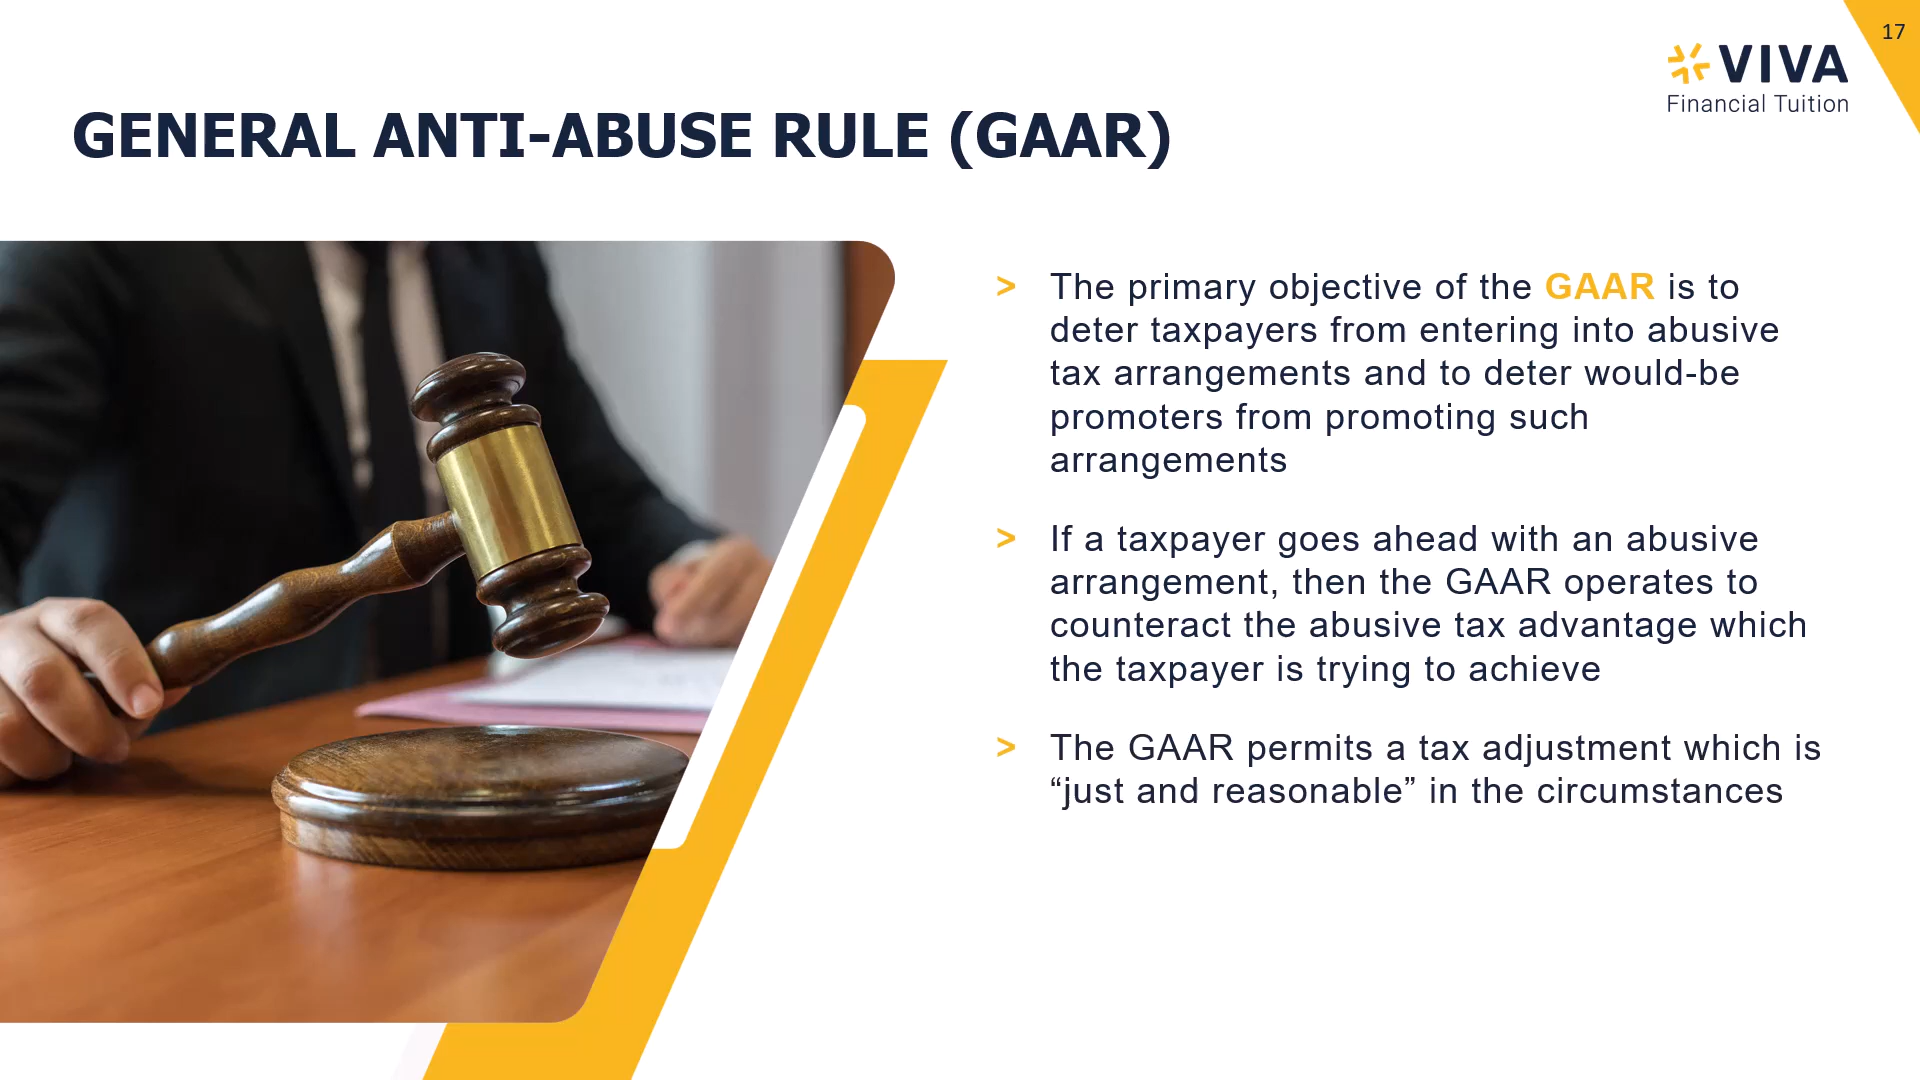 17
VIVA
Financial Tuition
GENERAL ANTI-ABUSE RULE (GAAR)
> The primary objective of the GAAR is to
deter taxpayers from entering into abusive
tax arrangements and to deter would-be
promoters from promoting such
arrangements
> If a taxpayer goes ahead with an abusive
arrangement, then the GAAR operates to
counteract the abusive tax advantage which
the taxpayer is trying to achieve
> The GAAR permits a tax adjustment which is
“just and reasonable” in the circumstances